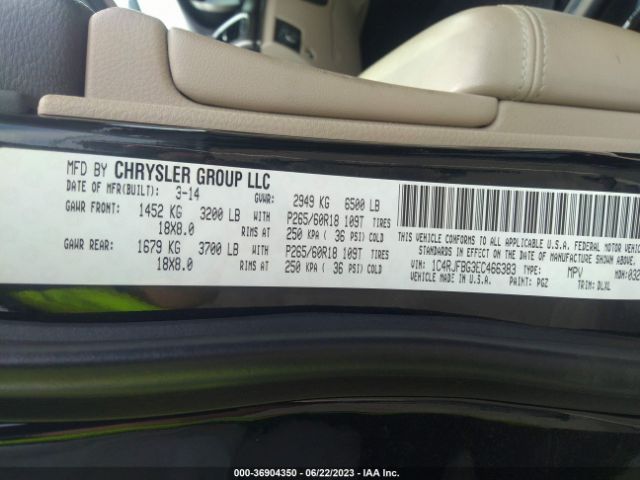 MFD BY CHRYSLER GROUP LLC
DATE OF MFR(BUILT): 3-14 GVWR: 2949 KG 6500 LB
GAWR FRONT: 1452 KG 3200 LB WITH P265/60R18 109T TIRES
18X8.0 RIMS AT 250 KPA ( 36 PSI) COLD
GAWR REAR: 1679 KG 3700 LB WITH P265/60R18 109T TIRES
18X8.0 RIMS AT 250 KPA ( 36 PSI) COLD
THIS VEHICLE CONFORMS TO ALL APPLICABLE U.S.A. FEDERAL MOTOR VEHICLE
STANDARDS IN EFFECT ON THE DATE OF MANUFACTURE SHOWN ABOVE.
VIN: 1C4RJFBG3EC466383 TYPE: MPV MDH: 032
VEHICLE MADE IN U.S.A. PAINT: PGZ TRIM: DLXL
000-36904350 - 06/22/2023 - IAA Inc.